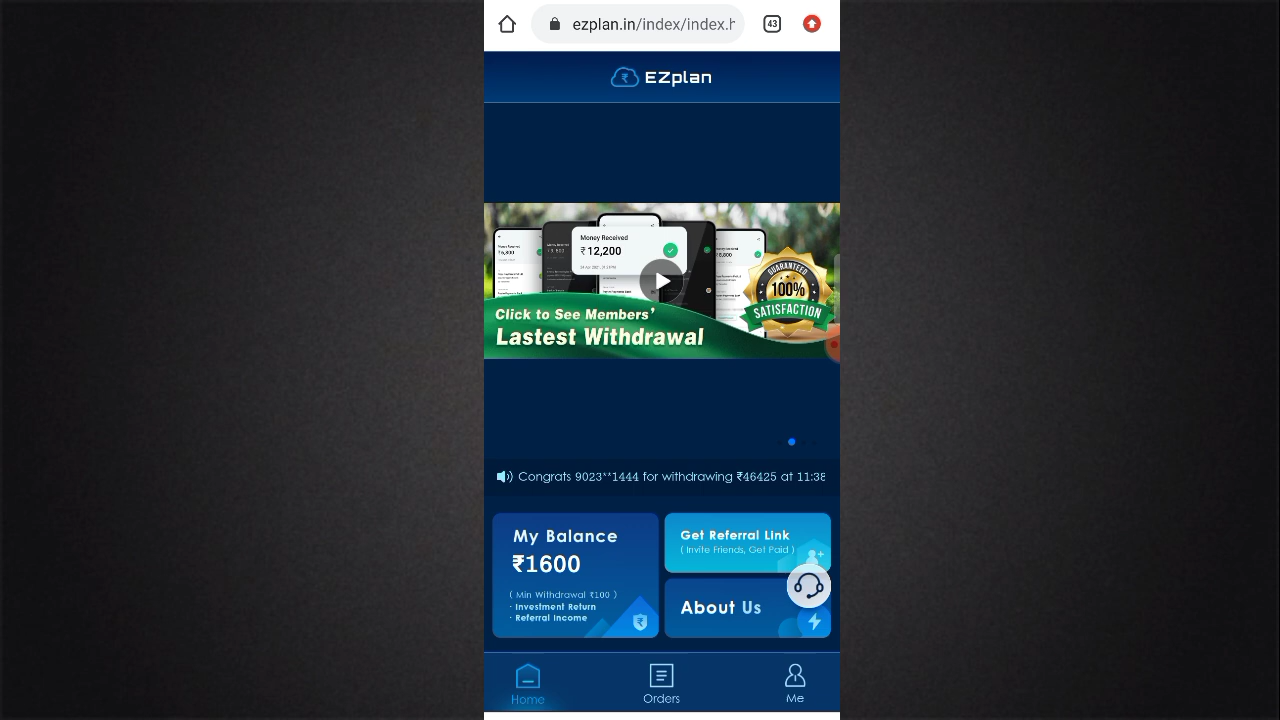 ezplan.in/index/index.h
43
EZplan
Money Received
₹12,200
GUARANTEED
100%
SATISFACTION
Click to See Members'
Lastest Withdrawal
Congrats 9023**1444 for withdrawing ₹46425 at 11:38
My Balance
₹1600
( Min Withdrawal ₹100 )
· Investment Return
· Referral Income
Get Referral Link
( Invite Friends, Get Paid )
About Us
Home
Orders
Me